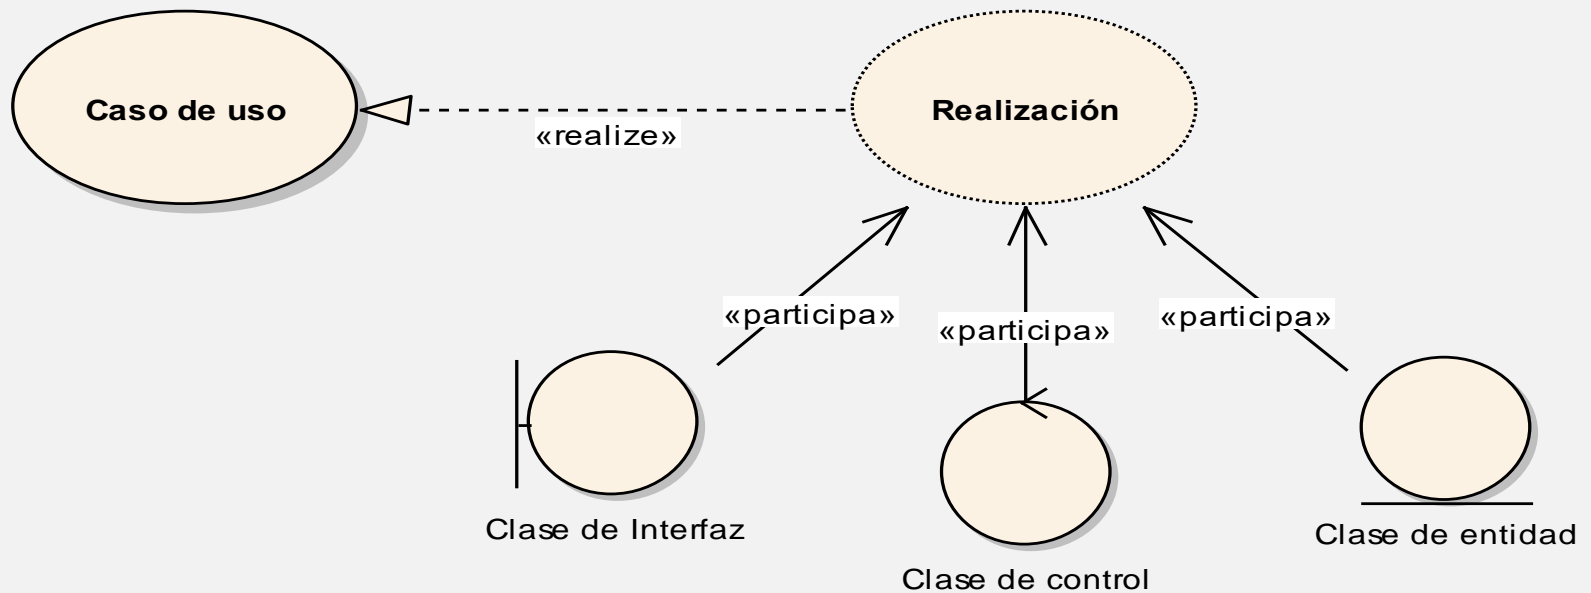 Caso de uso
Realización
«realize»
«participa»
«participa»
«participa»
Clase de Interfaz
Clase de control
Clase de entidad